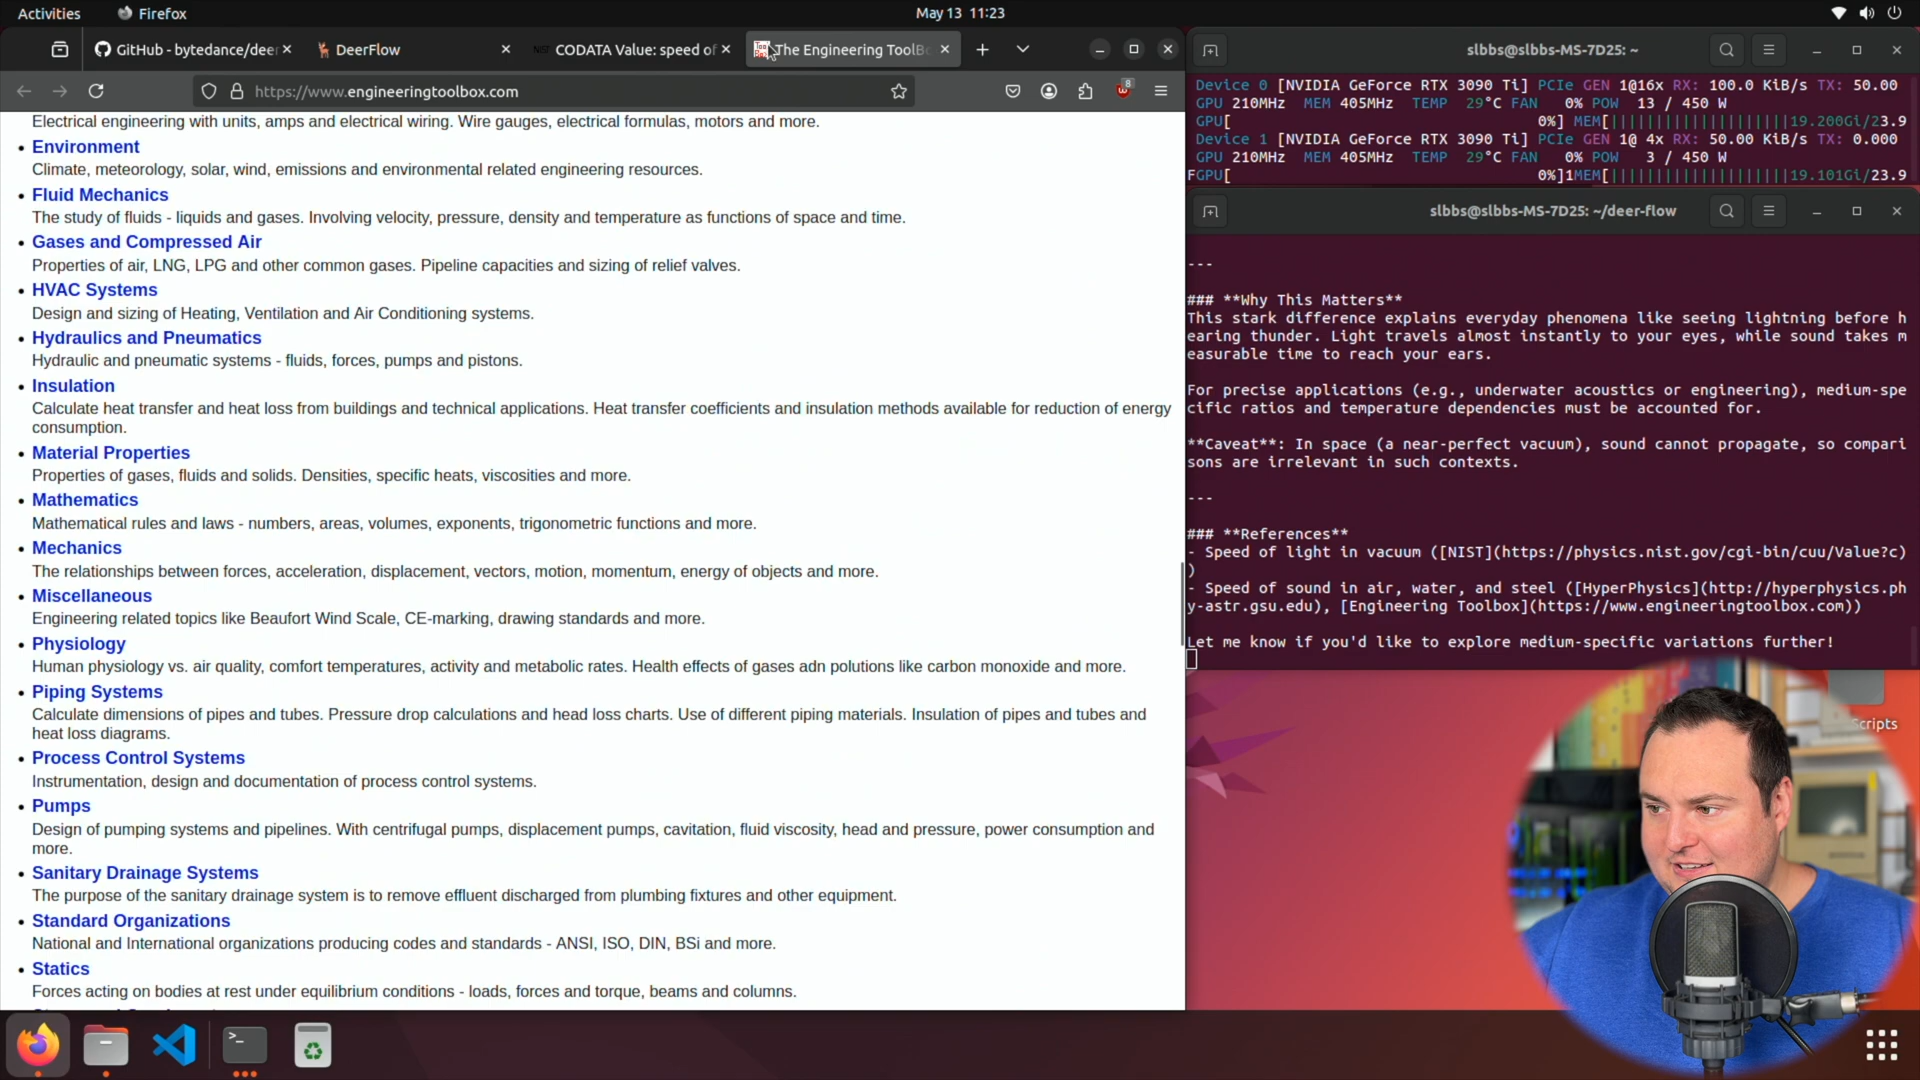 Activities
Firefox
May 13 11:23
GitHub - bytedance/deer
DeerFlow
CODATA Value: speed of
The Engineering ToolB
https://www.engineeringtoolbox.com
8
Electrical engineering with units, amps and electrical wiring. Wire gauges, electrical formulas, motors and more.
Environment
Climate, meteorology, solar, wind, emissions and environmental related engineering resources.
Fluid Mechanics
The study of fluids - liquids and gases. Involving velocity, pressure, density and temperature as functions of space and time.
Gases and Compressed Air
Properties of air, LNG, LPG and other common gases. Pipeline capacities and sizing of relief valves.
HVAC Systems
Design and sizing of Heating, Ventilation and Air Conditioning systems.
Hydraulics and Pneumatics
Hydraulic and pneumatic systems - fluids, forces, pumps and pistons.
Insulation
Calculate heat transfer and heat loss from buildings and technical applications. Heat transfer coefficients and insulation methods available for reduction of energy
consumption.
Material Properties
Properties of gases, fluids and solids. Densities, specific heats, viscosities and more.
Mathematics
Mathematical rules and laws - numbers, areas, volumes, exponents, trigonometric functions and more.
Mechanics
The relationships between forces, acceleration, displacement, vectors, motion, momentum, energy of objects and more.
Miscellaneous
Engineering related topics like Beaufort Wind Scale, CE-marking, drawing standards and more.
Physiology
Human physiology vs. air quality, comfort temperatures, activity and metabolic rates. Health effects of gases adn polutions like carbon monoxide and more.
Piping Systems
Calculate dimensions of pipes and tubes. Pressure drop calculations and head loss charts. Use of different piping materials. Insulation of pipes and tubes and
heat loss diagrams.
Process Control Systems
Instrumentation, design and documentation of process control systems.
Pumps
Design of pumping systems and pipelines. With centrifugal pumps, displacement pumps, cavitation, fluid viscosity, head and pressure, power consumption and
more.
Sanitary Drainage Systems
The purpose of the sanitary drainage system is to remove effluent discharged from plumbing fixtures and other equipment.
Standard Organizations
National and International organizations producing codes and standards - ANSI, ISO, DIN, BSi and more.
Statics
Forces acting on bodies at rest under equilibrium conditions - loads, forces and torque, beams and columns.
slbbs@slbbs-MS-7D25: ~
Device 0 [NVIDIA GeForce RTX 3090 Ti] PCIe GEN 1@16x RX: 100.0 KiB/s TX: 50.00
GPU 210MHz MEM 405MHz TEMP 29°C FAN 0% POW 13 / 450 W
GPU[ 0%] MEM[||||||||||||||||||||19.200Gi/23.9
Device 1 [NVIDIA GeForce RTX 3090 Ti] PCIe GEN 1@ 4x RX: 50.00 KiB/s TX: 0.000
GPU 210MHz MEM 405MHz TEMP 29°C FAN 0% POW 3 / 450 W
FGPU[ 0%]1MEM[||||||||||||||||||||19.101Gi/23.9
slbbs@slbbs-MS-7D25: ~/deer-flow
---
### **Why This Matters**
This stark difference explains everyday phenomena like seeing lightning before h
earing thunder. Light travels almost instantly to your eyes, while sound takes m
easurable time to reach your ears.
For precise applications (e.g., underwater acoustics or engineering), medium-spe
cific ratios and temperature dependencies must be accounted for.
**Caveat**: In space (a near-perfect vacuum), sound cannot propagate, so compari
sons are irrelevant in such contexts.
---
### **References**
- Speed of light in vacuum ([NIST](https://physics.nist.gov/cgi-bin/cuu/Value?c)
)
- Speed of sound in air, water, and steel ([HyperPhysics](http://hyperphysics.ph
y-astr.gsu.edu), [Engineering Toolbox](https://www.engineeringtoolbox.com))
Let me know if you'd like to explore medium-specific variations further!
Scripts